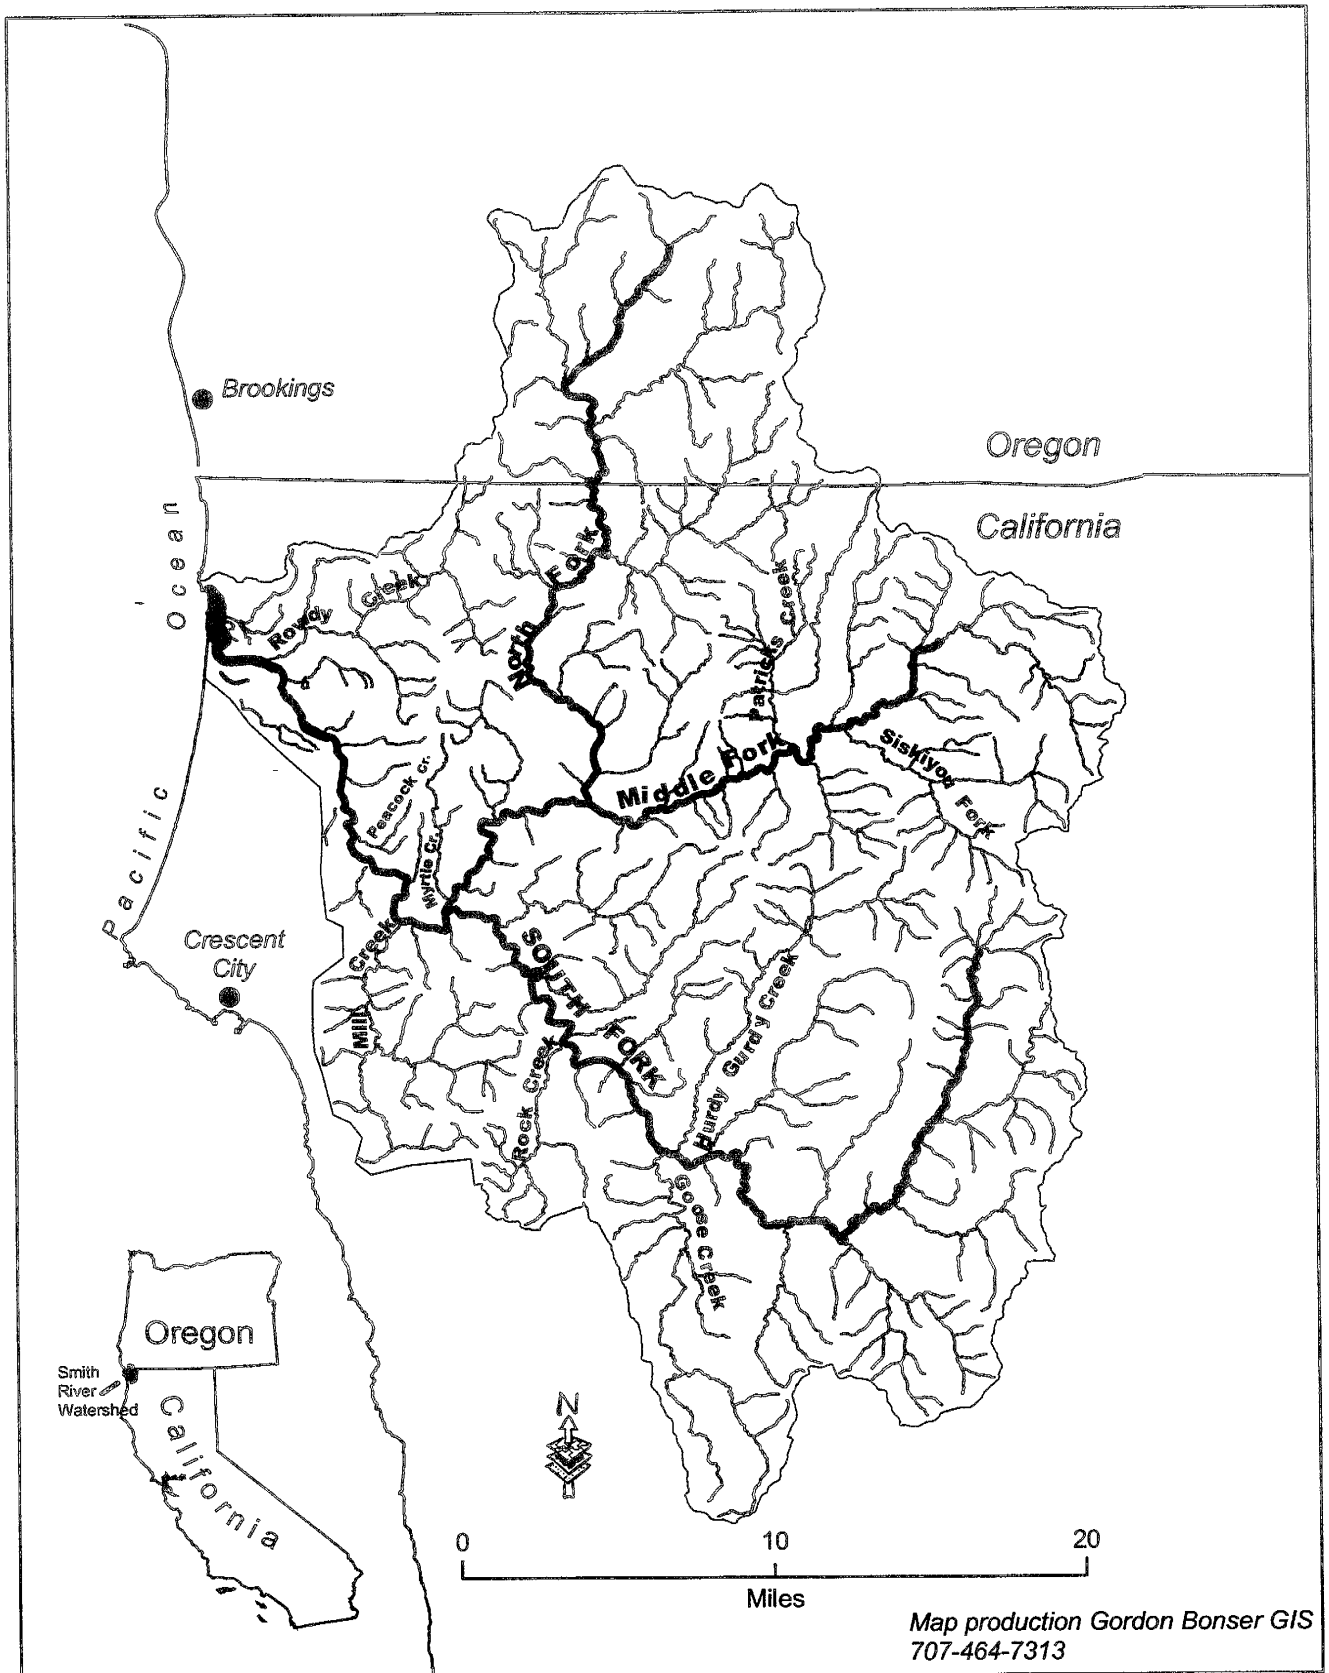 Brookings
Oregon
California
Ocean
Pacific
Rowdy Creek
North Fork
Patricks Creek
Middle Fork
Siskiyou Fork
Peacock Cr.
Myrtle Cr.
Mill Creek
Crescent
City
SOUTH FORK
Hurdy Gurdy Creek
Rock Creek
Goose Creek
Oregon
Smith
River
Watershed
California
N
0 10 20
Miles
Map production Gordon Bonser GIS
707-464-7313